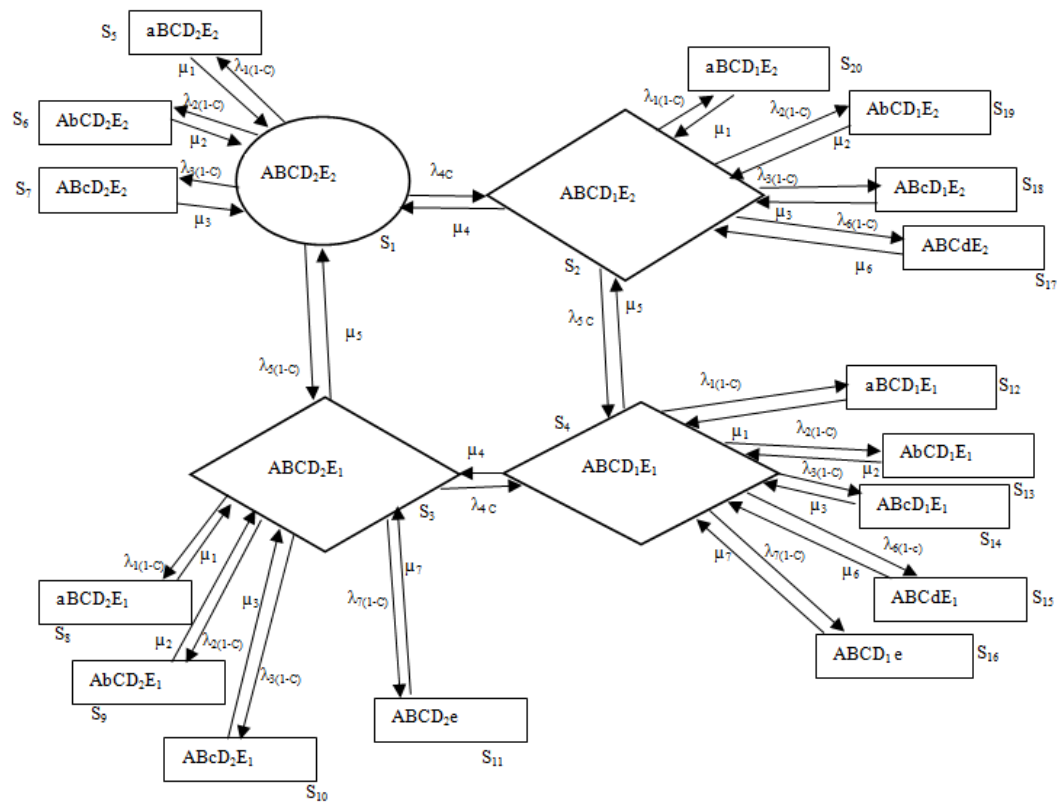 S₅
aBCD₂E₂
μ₁
λ₁₍₁₋C₎
S₆
AbCD₂E₂
λ₂₍₁₋C₎
μ₂
S₇
ABcD₂E₂
λ₃₍₁₋C₎
μ₃
ABCD₂E₂
S₁
λ₄C
μ₄
aBCD₁E₂
S₂₀
λ₁₍₁₋C₎
μ₁
AbCD₁E₂
S₁₉
λ₂₍₁₋C₎
μ₂
ABCD₁E₂
S₂
λ₃₍₁₋C₎
μ₃
ABcD₁E₂
S₁₈
λ₆₍₁₋C₎
μ₆
ABCdE₂
S₁₇
λ₅₍₁₋C₎
μ₅
λ₅ C
μ₅
ABCD₂E₁
S₃
μ₄
λ₄ C
S₄
ABCD₁E₁
λ₁₍₁₋C₎
μ₁
aBCD₁E₁
S₁₂
λ₂₍₁₋C₎
μ₂
AbCD₁E₁
S₁₃
λ₃₍₁₋C₎
μ₃
ABcD₁E₁
S₁₄
λ₆₍₁₋c₎
μ₆
ABCdE₁
S₁₅
λ₇₍₁₋C₎
μ₇
ABCD₁ e
S₁₆
λ₁₍₁₋C₎
μ₁
aBCD₂E₁
S₈
μ₂
λ₂₍₁₋C₎
AbCD₂E₁
S₉
μ₃
λ₃₍₁₋C₎
ABcD₂E₁
S₁₀
λ₇₍₁₋C₎
μ₇
ABCD₂e
S₁₁